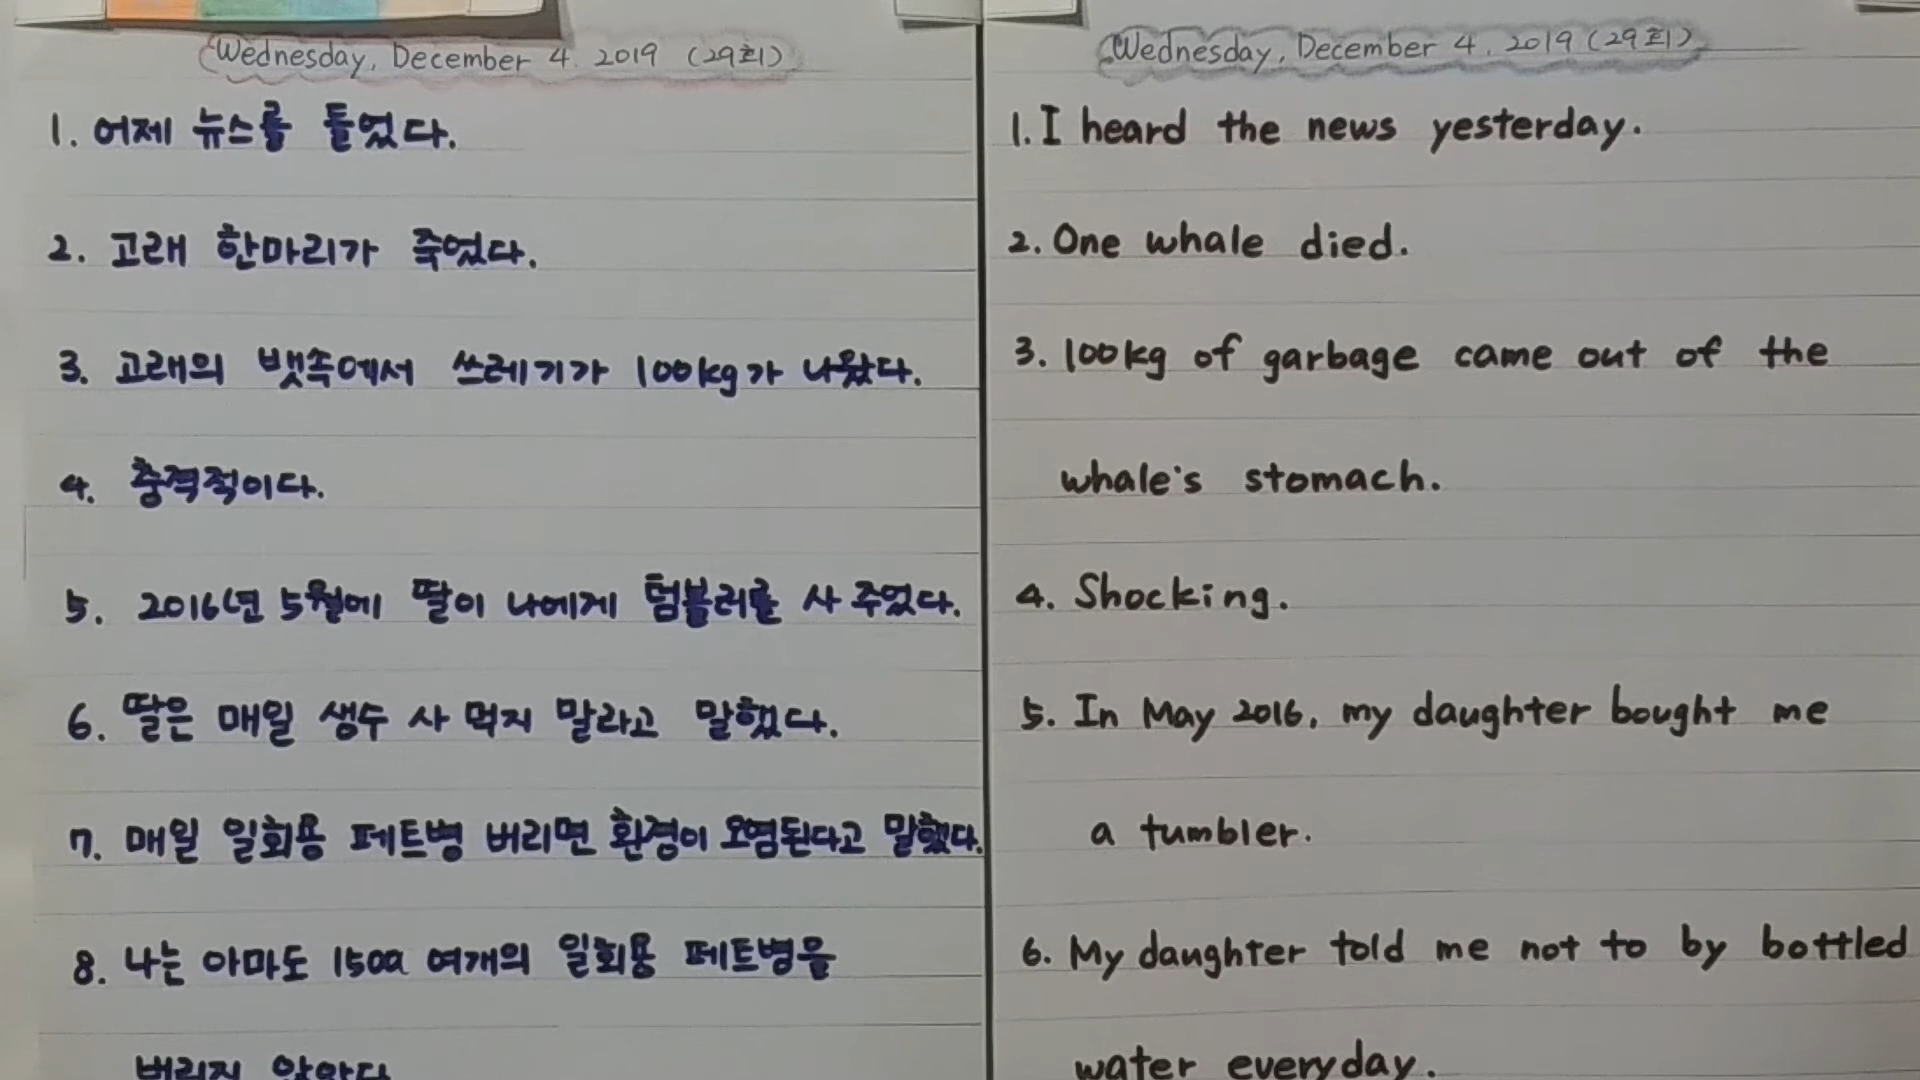 Wednesday, December 4. 2019 (29회)
1. 어제 뉴스를 들었다.
2. 고래 한마리가 죽었다.
3. 고래의 뱃속에서 쓰레기가 100kg가 나왔다.
4. 충격적이다.
5. 2016년 5월에 딸이 나에게 텀블러를 사 주었다.
6. 딸은 매일 생수 사 먹지 말라고 말했다.
7. 매일 일회용 페트병 버리면 환경이 오염된다고 말했다.
8. 나는 아마도 1500 여개의 일회용 페트병을
버리지 않았다
Wednesday, December 4. 2019 (29회)
1. I heard the news yesterday.
2. One whale died.
3. 100kg of garbage came out of the
whale's stomach.
4. Shocking.
5. In May 2016, my daughter bought me
a tumbler.
6. My daughter told me not to by bottled
water everyday.